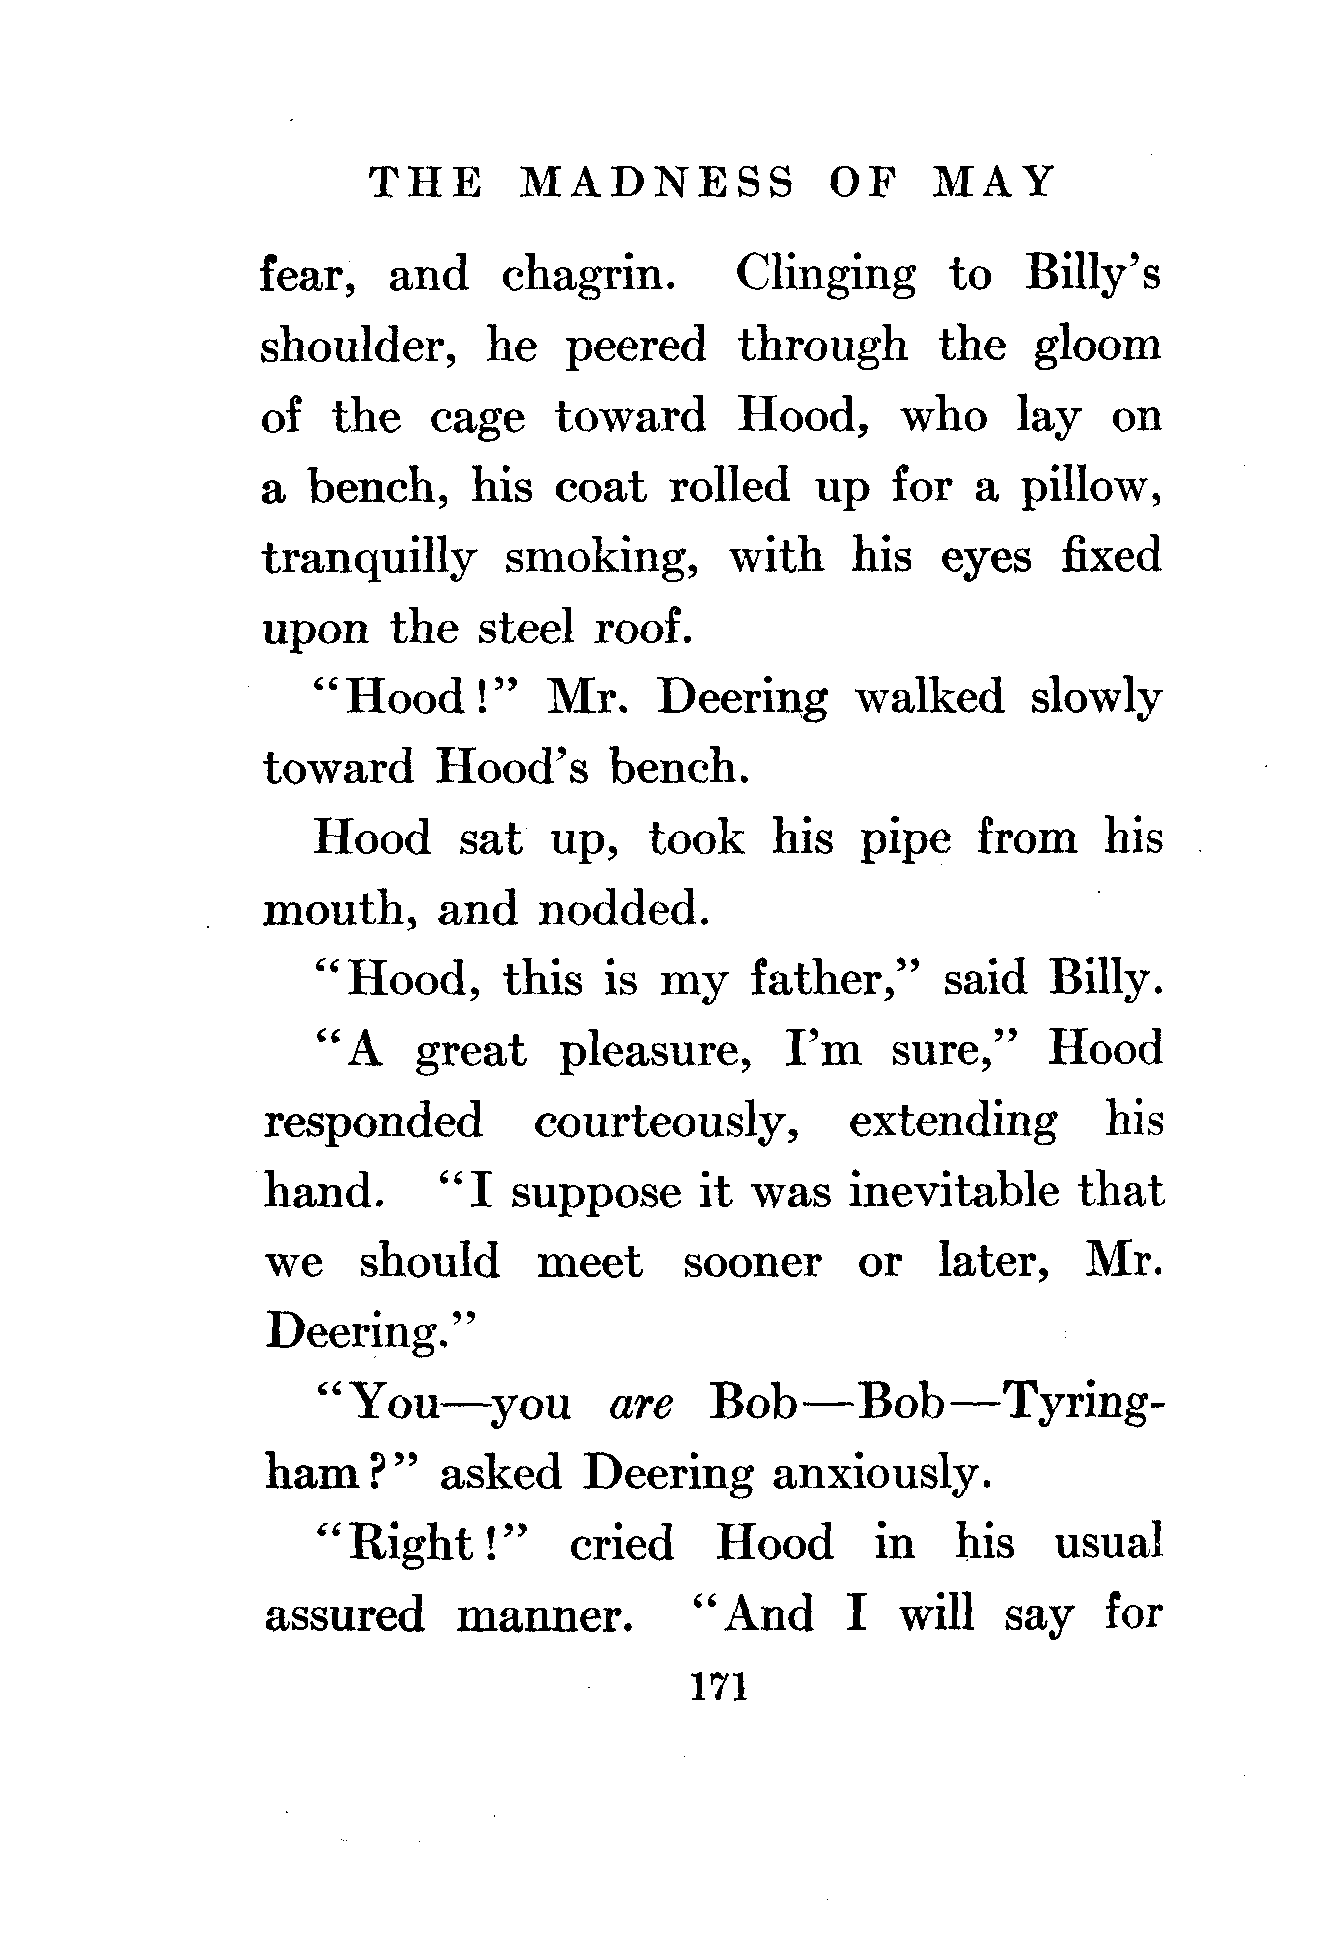 THE MADNESS OF MAY
fear, and chagrin. Clinging to Billy's
shoulder, he peered through the gloom
of the cage toward Hood, who lay on
a bench, his coat rolled up for a pillow,
tranquilly smoking, with his eyes fixed
upon the steel roof.
“Hood!” Mr. Deering walked slowly
toward Hood's bench.
Hood sat up, took his pipe from his
mouth, and nodded.
“Hood, this is my father,” said Billy.
“A great pleasure, I'm sure,” Hood
responded courteously, extending his
hand. “I suppose it was inevitable that
we should meet sooner or later, Mr.
Deering.”
“You—you are Bob—Bob—Tyring-
ham?” asked Deering anxiously.
“Right!” cried Hood in his usual
assured manner. “And I will say for
171